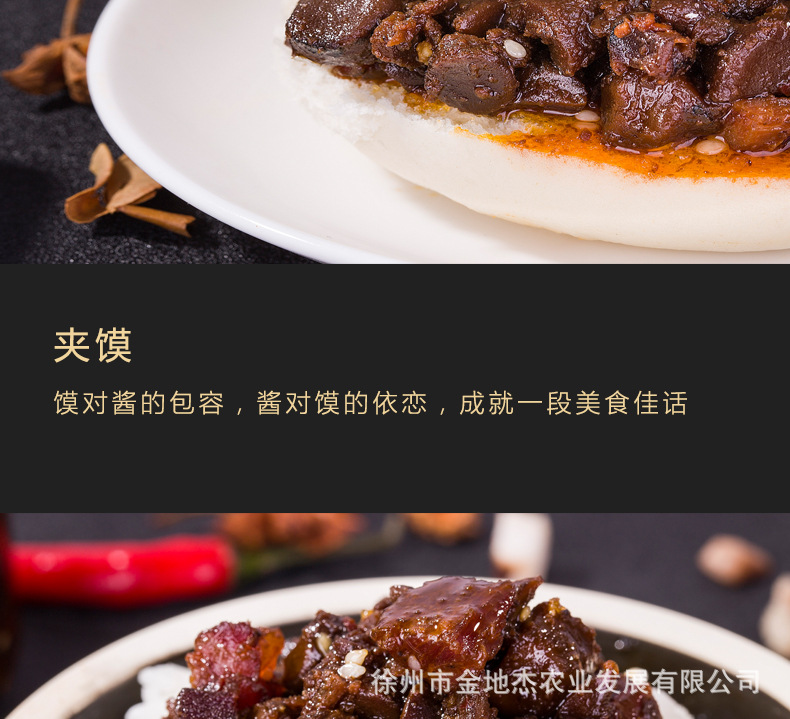 夹馍
馍对酱的包容，酱对馍的依恋，成就一段美食佳话
徐州市金地杰农业发展有限公司